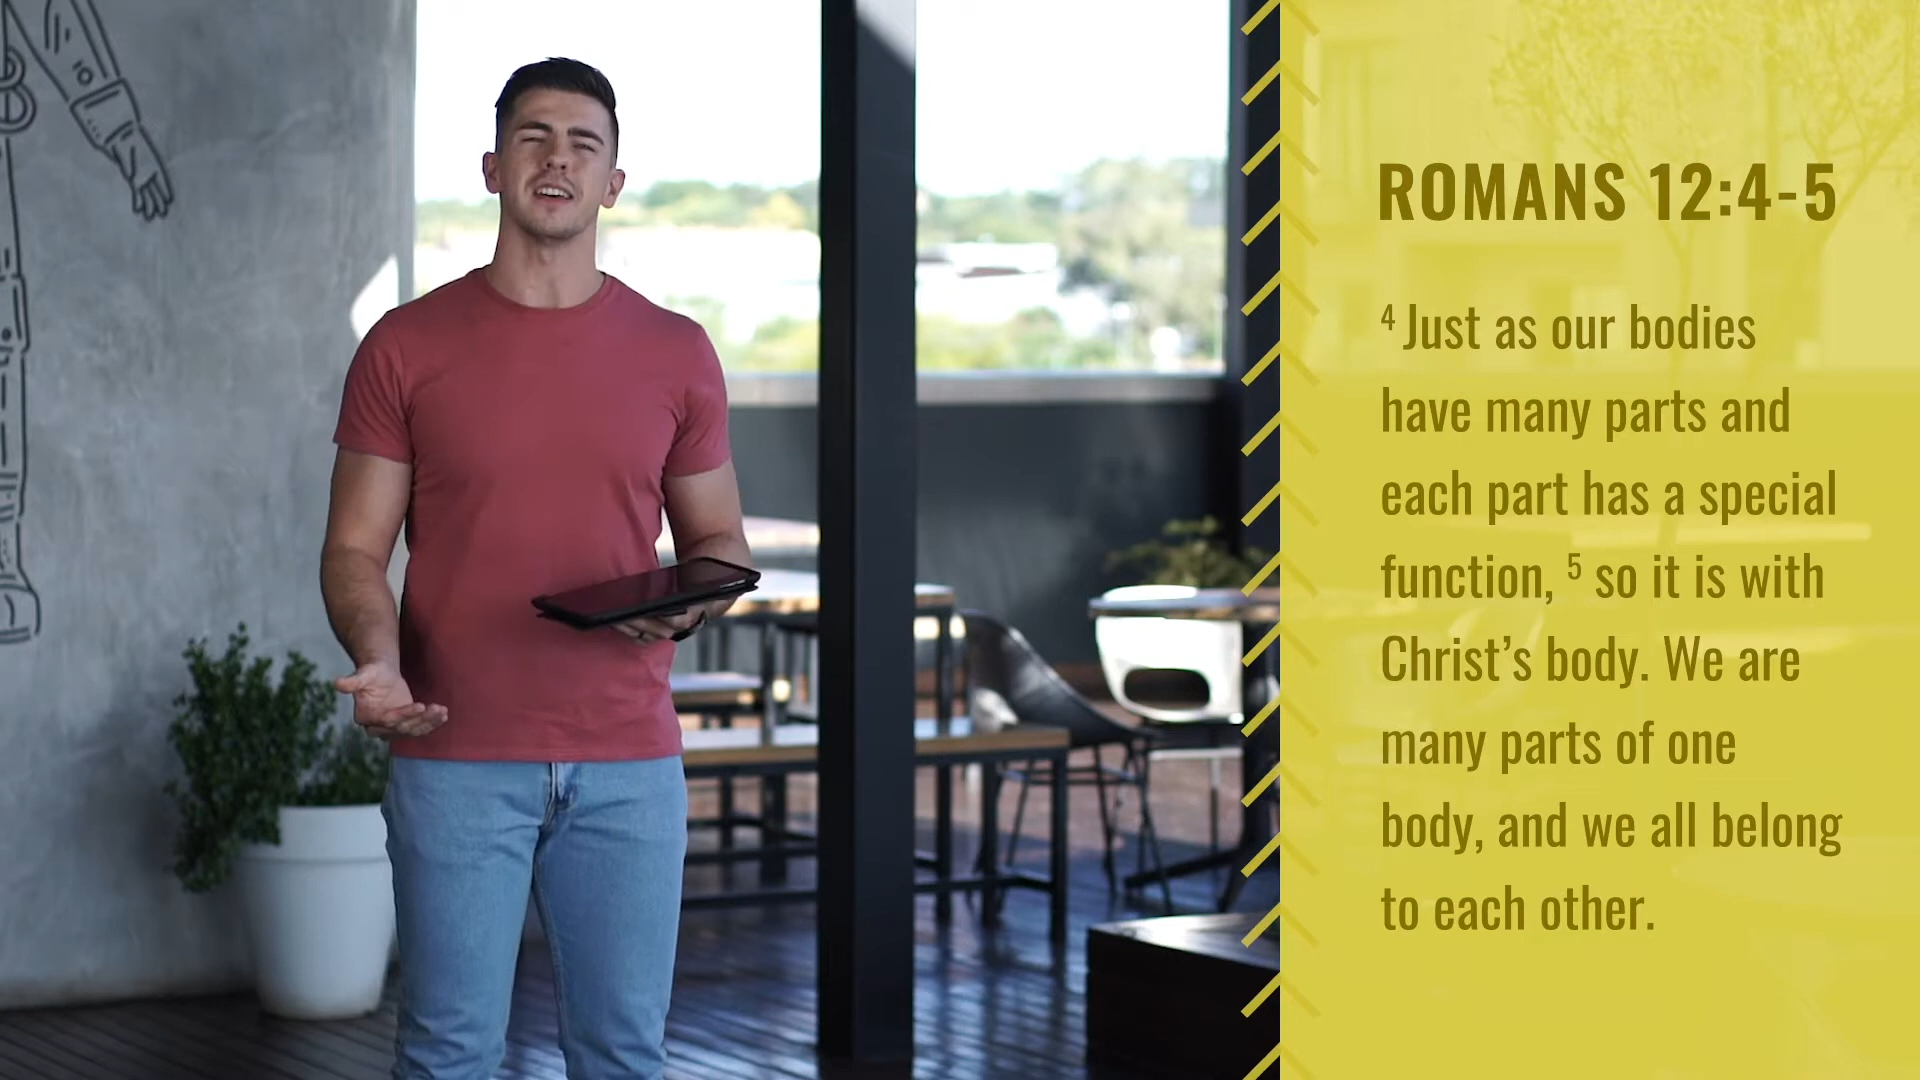 ROMANS 12:4-5
⁴ Just as our bodies
have many parts and
each part has a special
function, ⁵ so it is with
Christ’s body. We are
many parts of one
body, and we all belong
to each other.